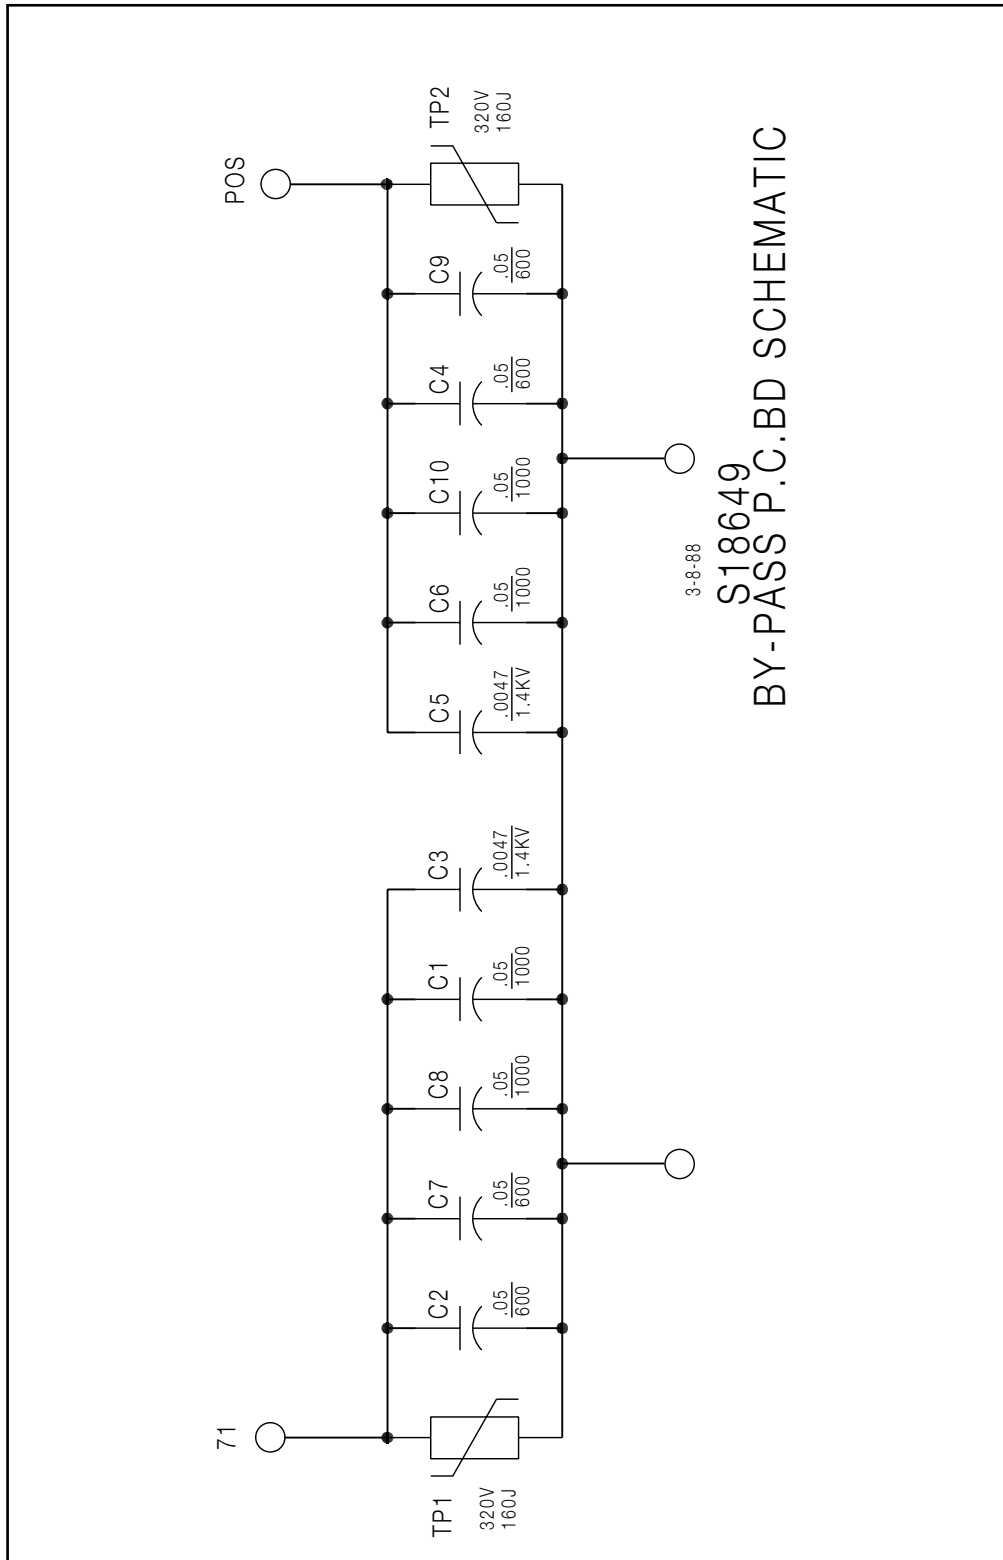 71
POS
TP1
320V
160J
C2
.05
600
C7
.05
600
C8
.05
1000
C1
.05
1000
C3
.0047
1.4KV
C5
.0047
1.4KV
C6
.05
1000
C10
.05
1000
C4
.05
600
C9
.05
600
TP2
320V
160J
3-8-88
S18649
BY-PASS P.C.BD SCHEMATIC